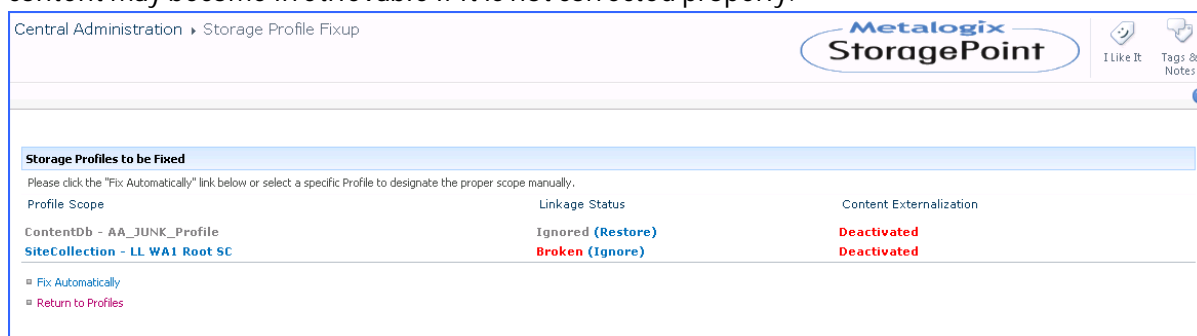 Central Administration ▸ Storage Profile Fixup
Metalogix
StoragePoint
I Like It
Tags &
Notes
Storage Profiles to be Fixed
Please click the "Fix Automatically" link below or select a specific Profile to designate the proper scope manually.
Profile Scope Linkage Status Content Externalization
ContentDb - AA_JUNK_Profile Ignored (Restore) Deactivated
SiteCollection - LL WA1 Root SC Broken (Ignore) Deactivated
Fix Automatically
Return to Profiles